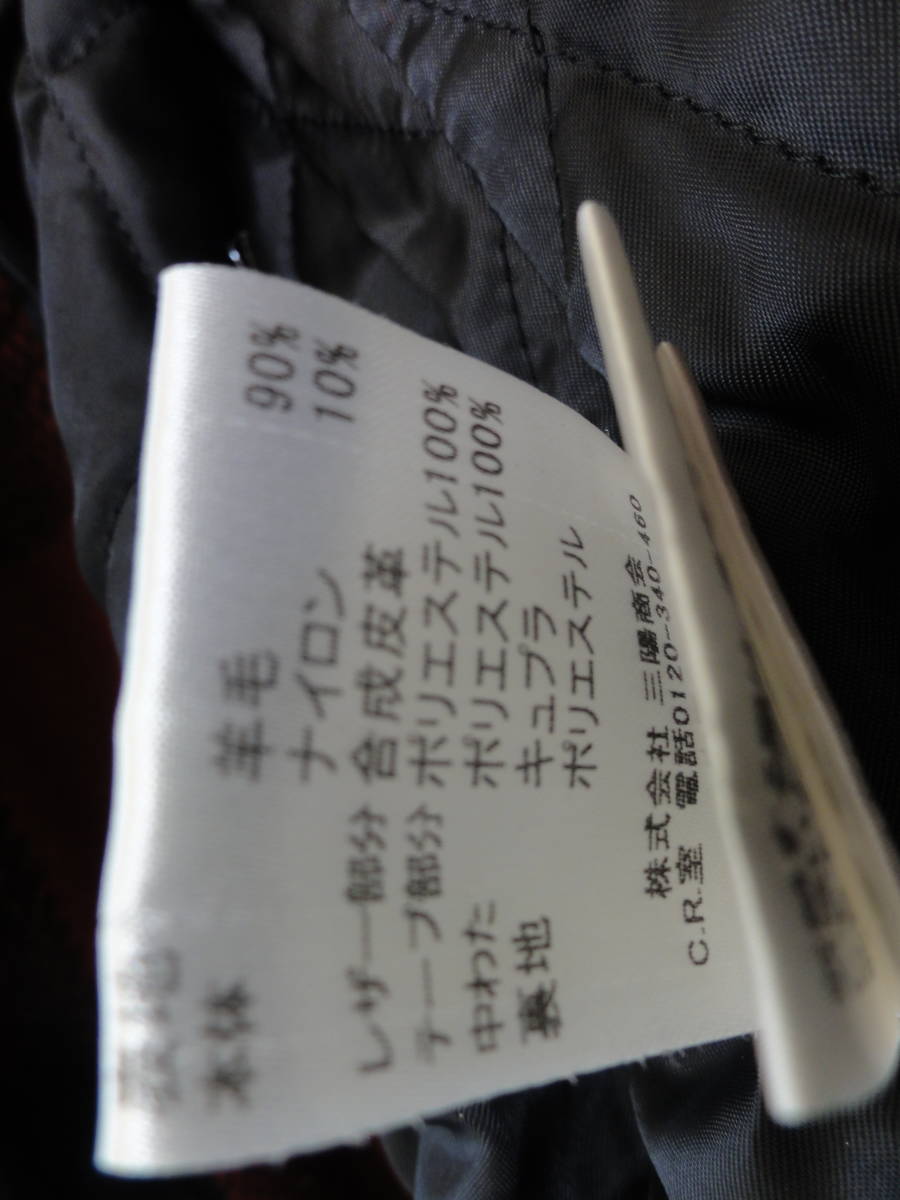 表地
本体 羊毛 90%
ナイロン 10%
レザー部分 合成皮革
テープ部分 ポリエステル100%
中わた ポリエステル100%
裏地 キュプラ
ポリエステル
株式会社 三陽商会
C.R.室 電話0120-340-460